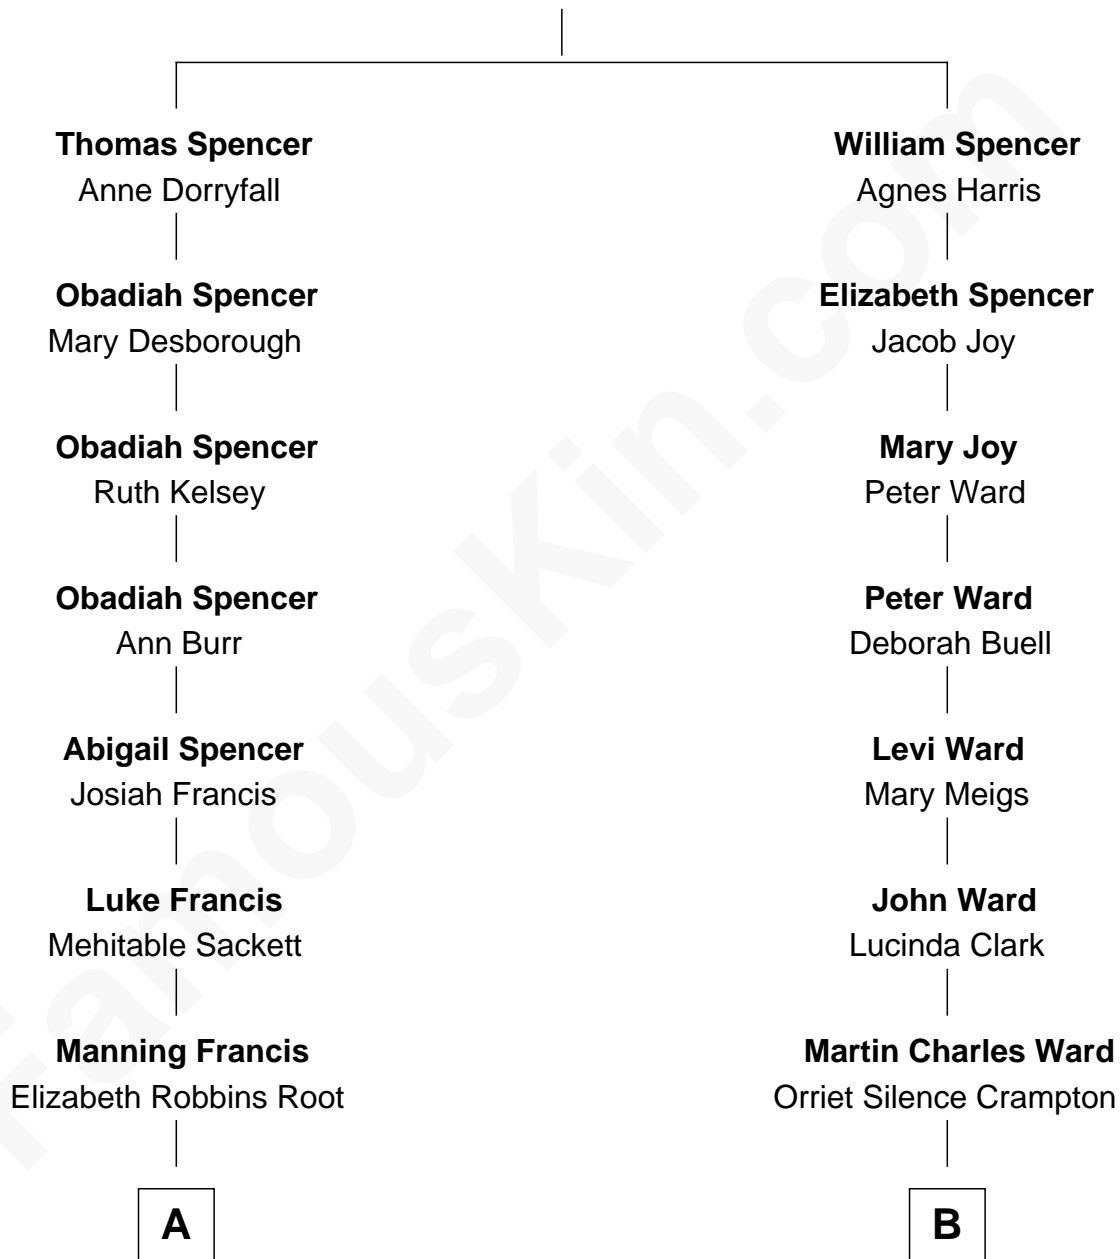 Thomas Spencer
Anne Dorryfall
Obadiah Spencer
Mary Desborough
Obadiah Spencer
Ruth Kelsey
Obadiah Spencer
Ann Burr
Abigail Spencer
Josiah Francis
Luke Francis
Mehitable Sackett
Manning Francis
Elizabeth Robbins Root
A
William Spencer
Agnes Harris
Elizabeth Spencer
Jacob Joy
Mary Joy
Peter Ward
Peter Ward
Deborah Buell
Levi Ward
Mary Meigs
John Ward
Lucinda Clark
Martin Charles Ward
Orriet Silence Crampton
B
FamousKin.com